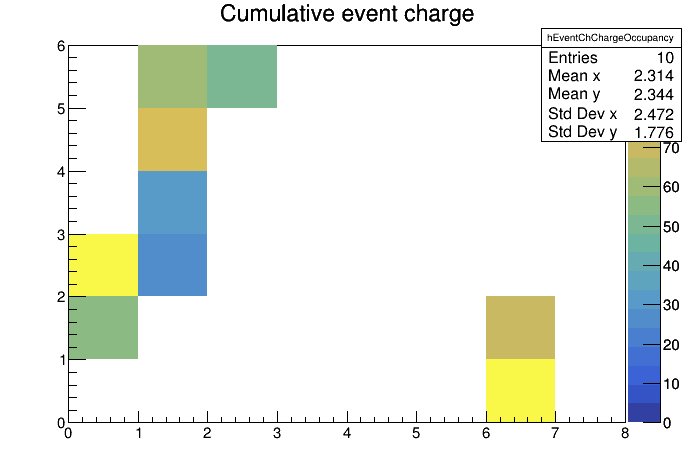 Cumulative event charge
hEventChChargeOccupancy
Entries 10
Mean x 2.314
Mean y 2.344
Std Dev x 2.472
Std Dev y 1.776
6
5
4
3
2
1
0
0 1 2 3 4 5 6 7 8
70
60
50
40
30
20
10
0